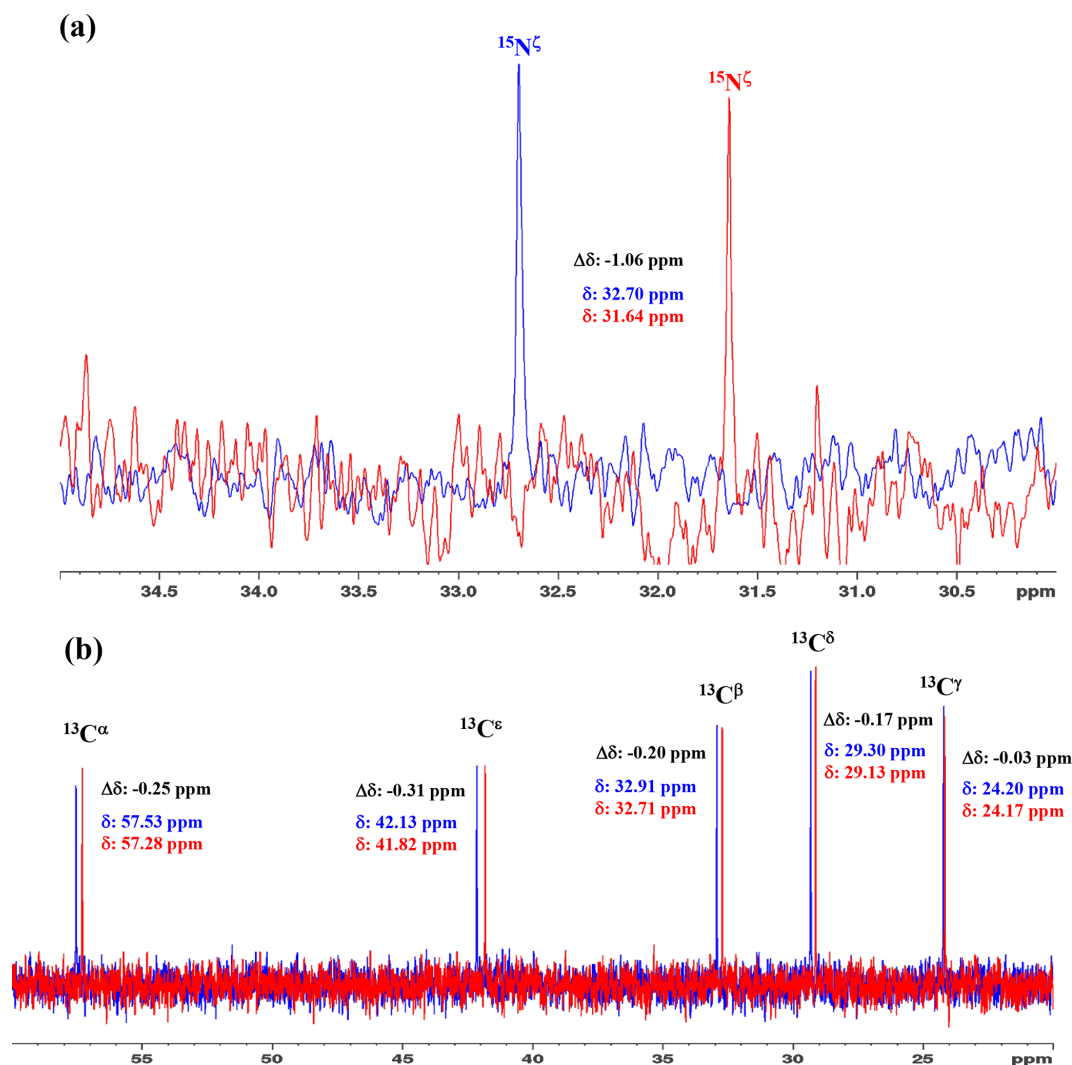 (a)
¹⁵Nζ
¹⁵Nζ
Δδ: -1.06 ppm
δ: 32.70 ppm
δ: 31.64 ppm
34.5 34.0 33.5 33.0 32.5 32.0 31.5 31.0 30.5 ppm
(b)
¹³Cα
¹³Cε
¹³Cβ
¹³Cδ
¹³Cγ
Δδ: -0.25 ppm
δ: 57.53 ppm
δ: 57.28 ppm
Δδ: -0.31 ppm
δ: 42.13 ppm
δ: 41.82 ppm
Δδ: -0.20 ppm
δ: 32.91 ppm
δ: 32.71 ppm
Δδ: -0.17 ppm
δ: 29.30 ppm
δ: 29.13 ppm
Δδ: -0.03 ppm
δ: 24.20 ppm
δ: 24.17 ppm
55 50 45 40 35 30 25 ppm